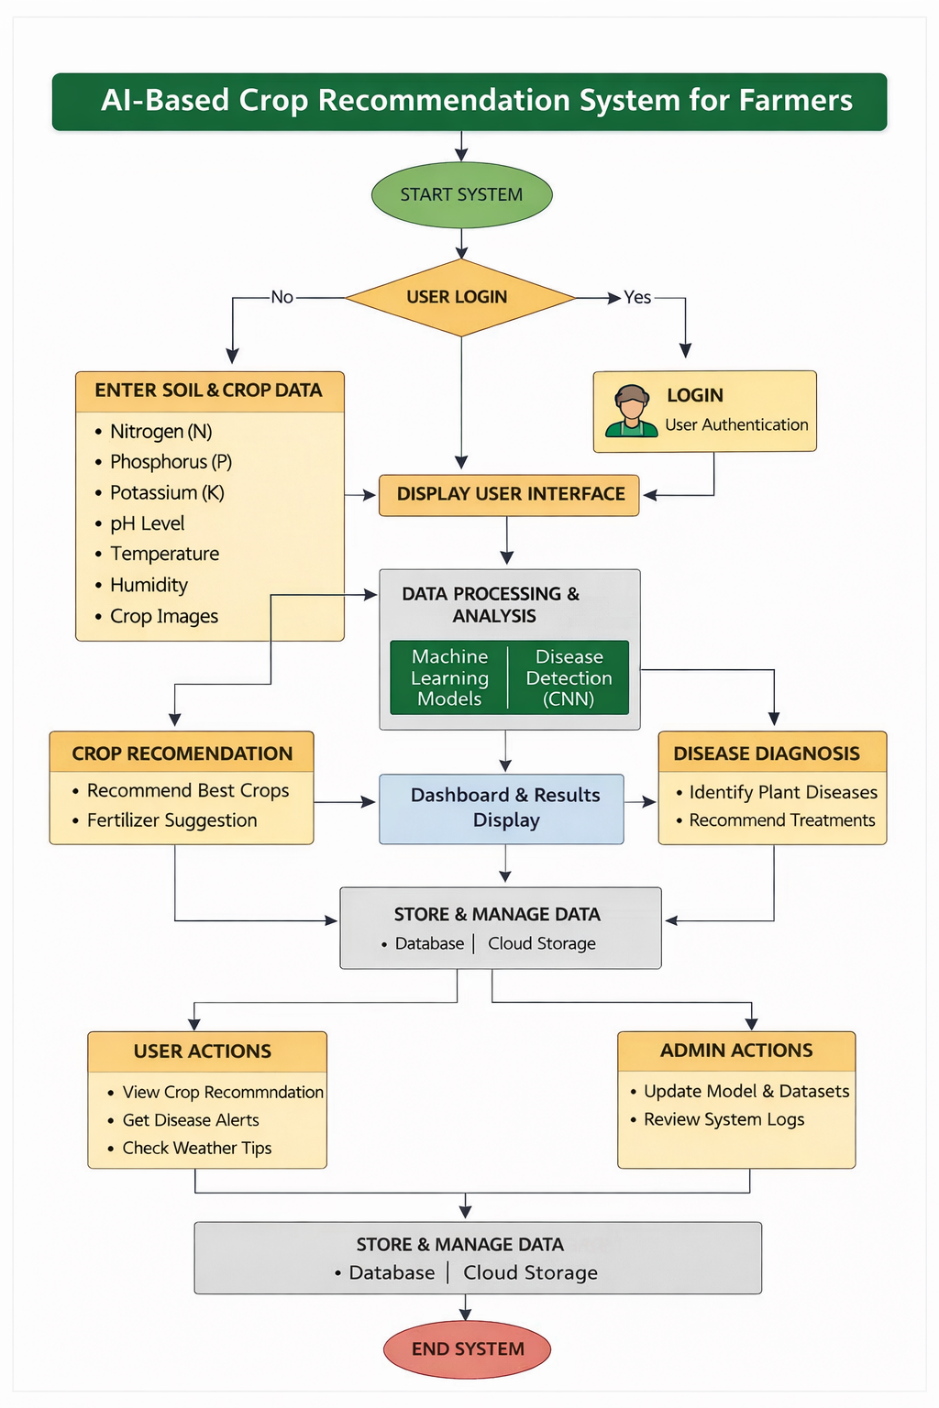 AI-Based Crop Recommendation System for Farmers
START SYSTEM
USER LOGIN
No
Yes
ENTER SOIL & CROP DATA
• Nitrogen (N)
• Phosphorus (P)
• Potassium (K)
• pH Level
• Temperature
• Humidity
• Crop Images
LOGIN
User Authentication
DISPLAY USER INTERFACE
DATA PROCESSING &
ANALYSIS
Machine
Learning
Models
Disease
Detection
(CNN)
CROP RECOMENDATION
• Recommend Best Crops
• Fertilizer Suggestion
Dashboard & Results
Display
DISEASE DIAGNOSIS
• Identify Plant Diseases
• Recommend Treatments
STORE & MANAGE DATA
• Database | Cloud Storage
USER ACTIONS
• View Crop Recommndation
• Get Disease Alerts
• Check Weather Tips
ADMIN ACTIONS
• Update Model & Datasets
• Review System Logs
STORE & MANAGE DATA
• Database | Cloud Storage
END SYSTEM